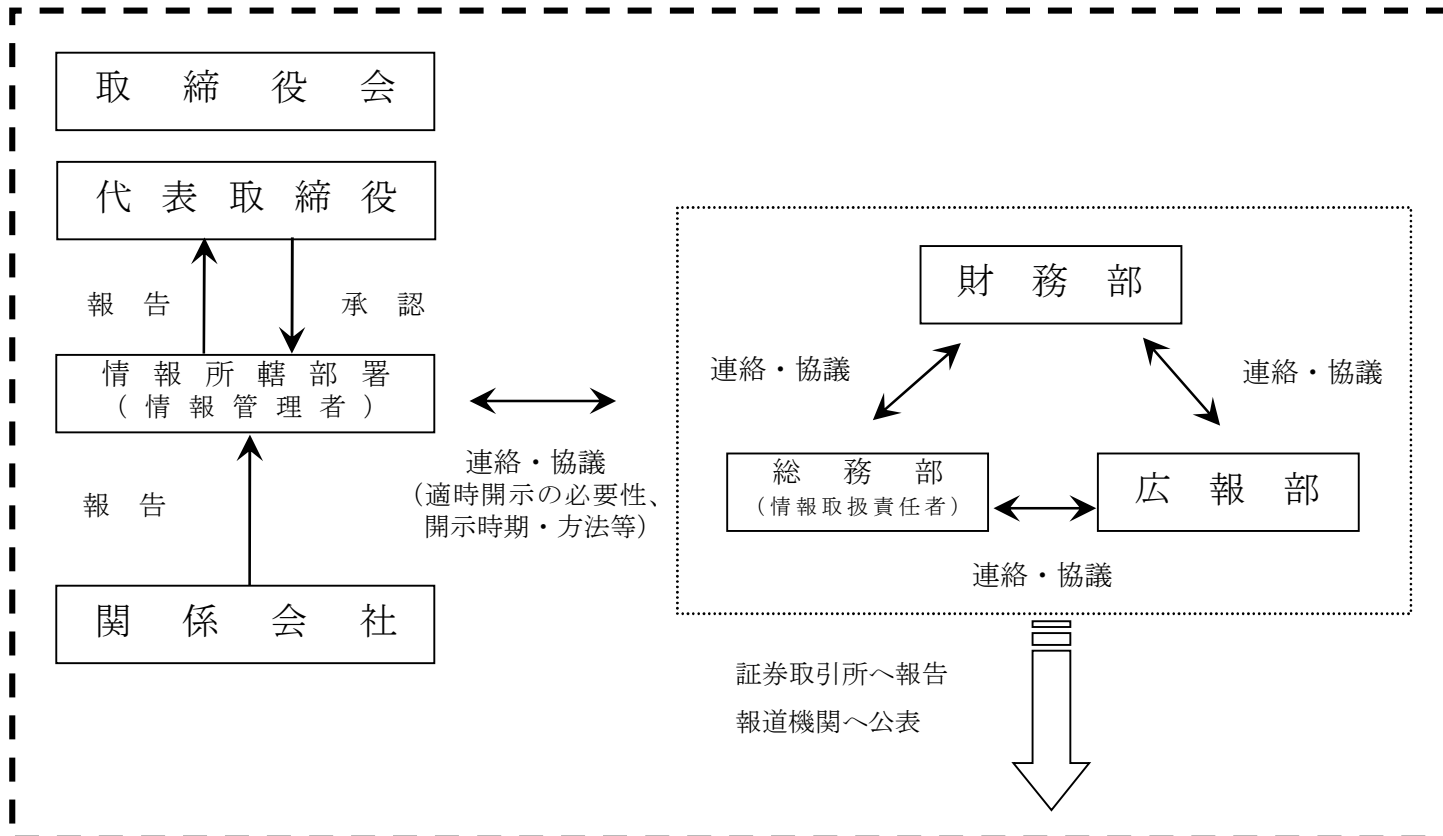 取締役会
代表取締役
報告
承認
情報所轄部署
(情報管理者)
報告
関係会社
連絡・協議
(適時開示の必要性、
開示時期・方法等)
財務部
連絡・協議
連絡・協議
総務部
(情報取扱責任者)
広報部
連絡・協議
証券取引所へ報告
報道機関へ公表